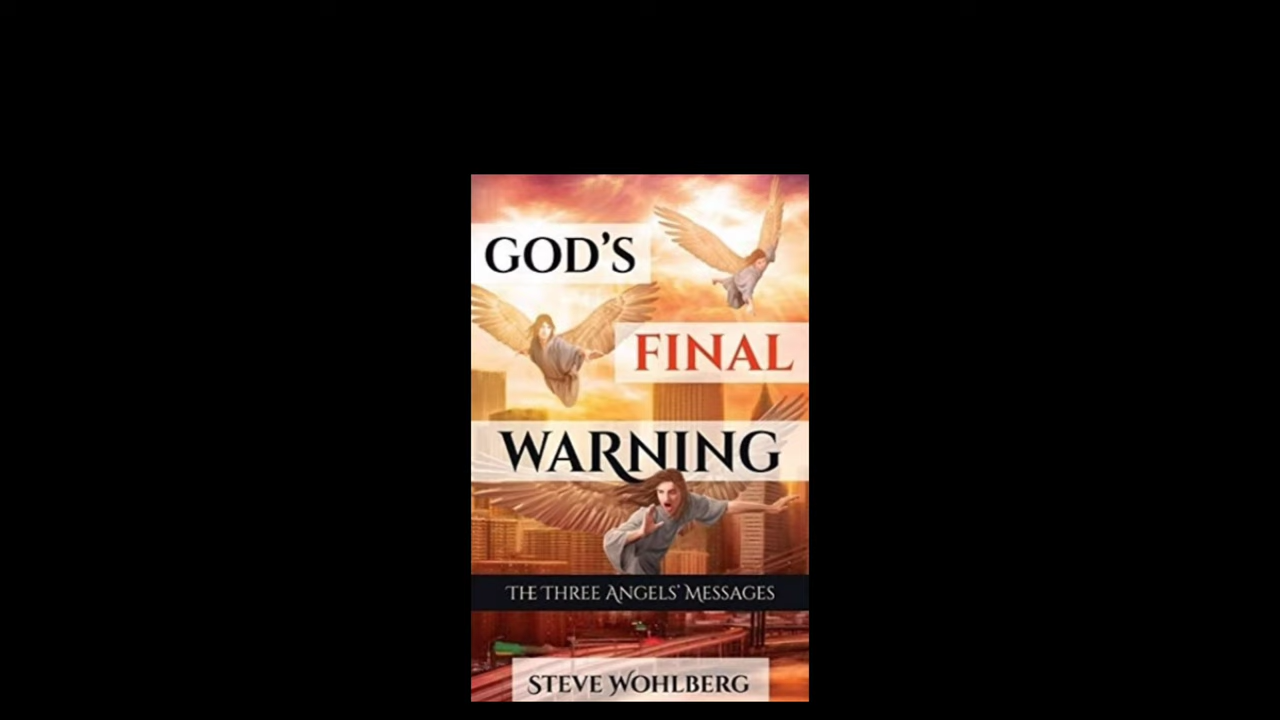 GOD'S
FINAL
WARNING
THE THREE ANGELS' MESSAGES
STEVE WOHLBERG